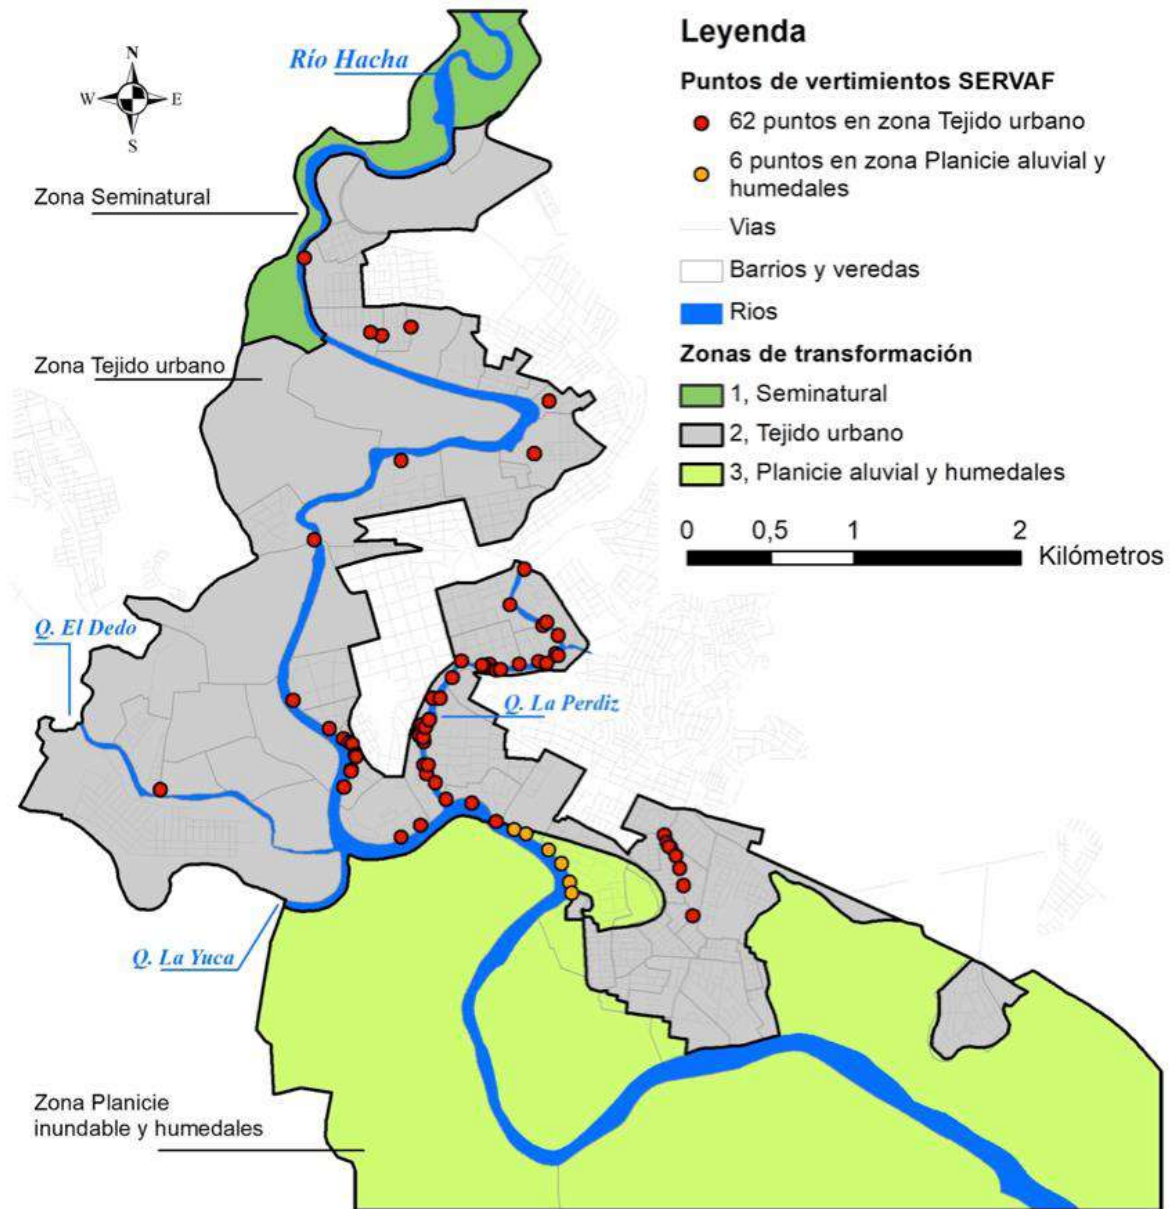 Leyenda
Puntos de vertimientos SERVAF
62 puntos en zona Tejido urbano
6 puntos en zona Planicie aluvial y
humedales
Vias
Barrios y veredas
Rios
Zonas de transformación
1, Seminatural
2, Tejido urbano
3, Planicie aluvial y humedales
0 0,5 1 2
Kilómetros
N
W E
S
Río Hacha
Zona Seminatural
Zona Tejido urbano
Q. El Dedo
Q. La Perdiz
Q. La Yuca
Zona Planicie
inundable y humedales